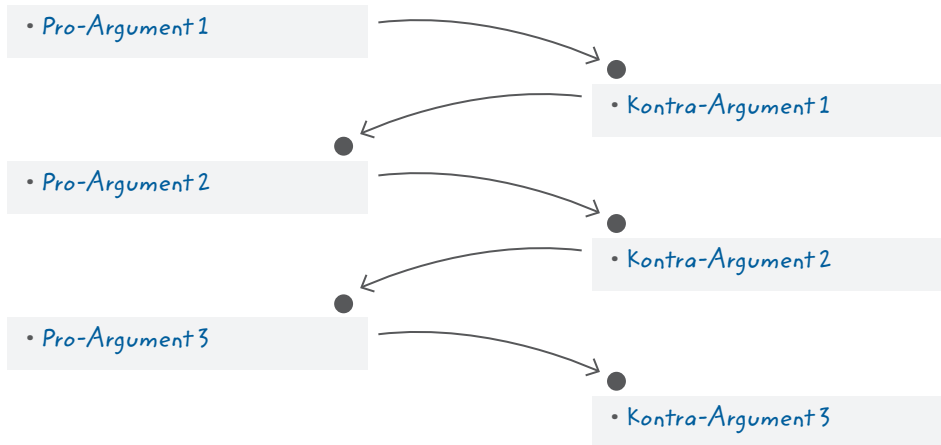 • Pro-Argument 1
• Kontra-Argument 1
• Pro-Argument 2
• Kontra-Argument 2
• Pro-Argument 3
• Kontra-Argument 3